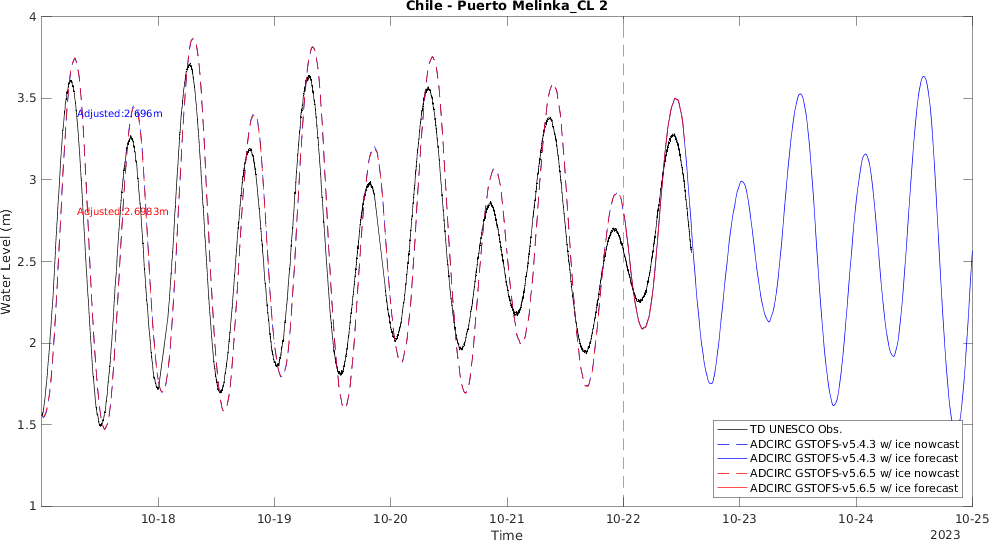 Chile - Puerto Melinka_CL 2
4
3.5
3
2.5
2
1.5
1
Water Level (m)
Adjusted:2.696m
Adjusted:2.6983m
TD UNESCO Obs.
ADCIRC GSTOFS-v5.4.3 w/ ice nowcast
ADCIRC GSTOFS-v5.4.3 w/ ice forecast
ADCIRC GSTOFS-v5.6.5 w/ ice nowcast
ADCIRC GSTOFS-v5.6.5 w/ ice forecast
10-18 10-19 10-20 10-21 10-22 10-23 10-24 10-25
Time
2023